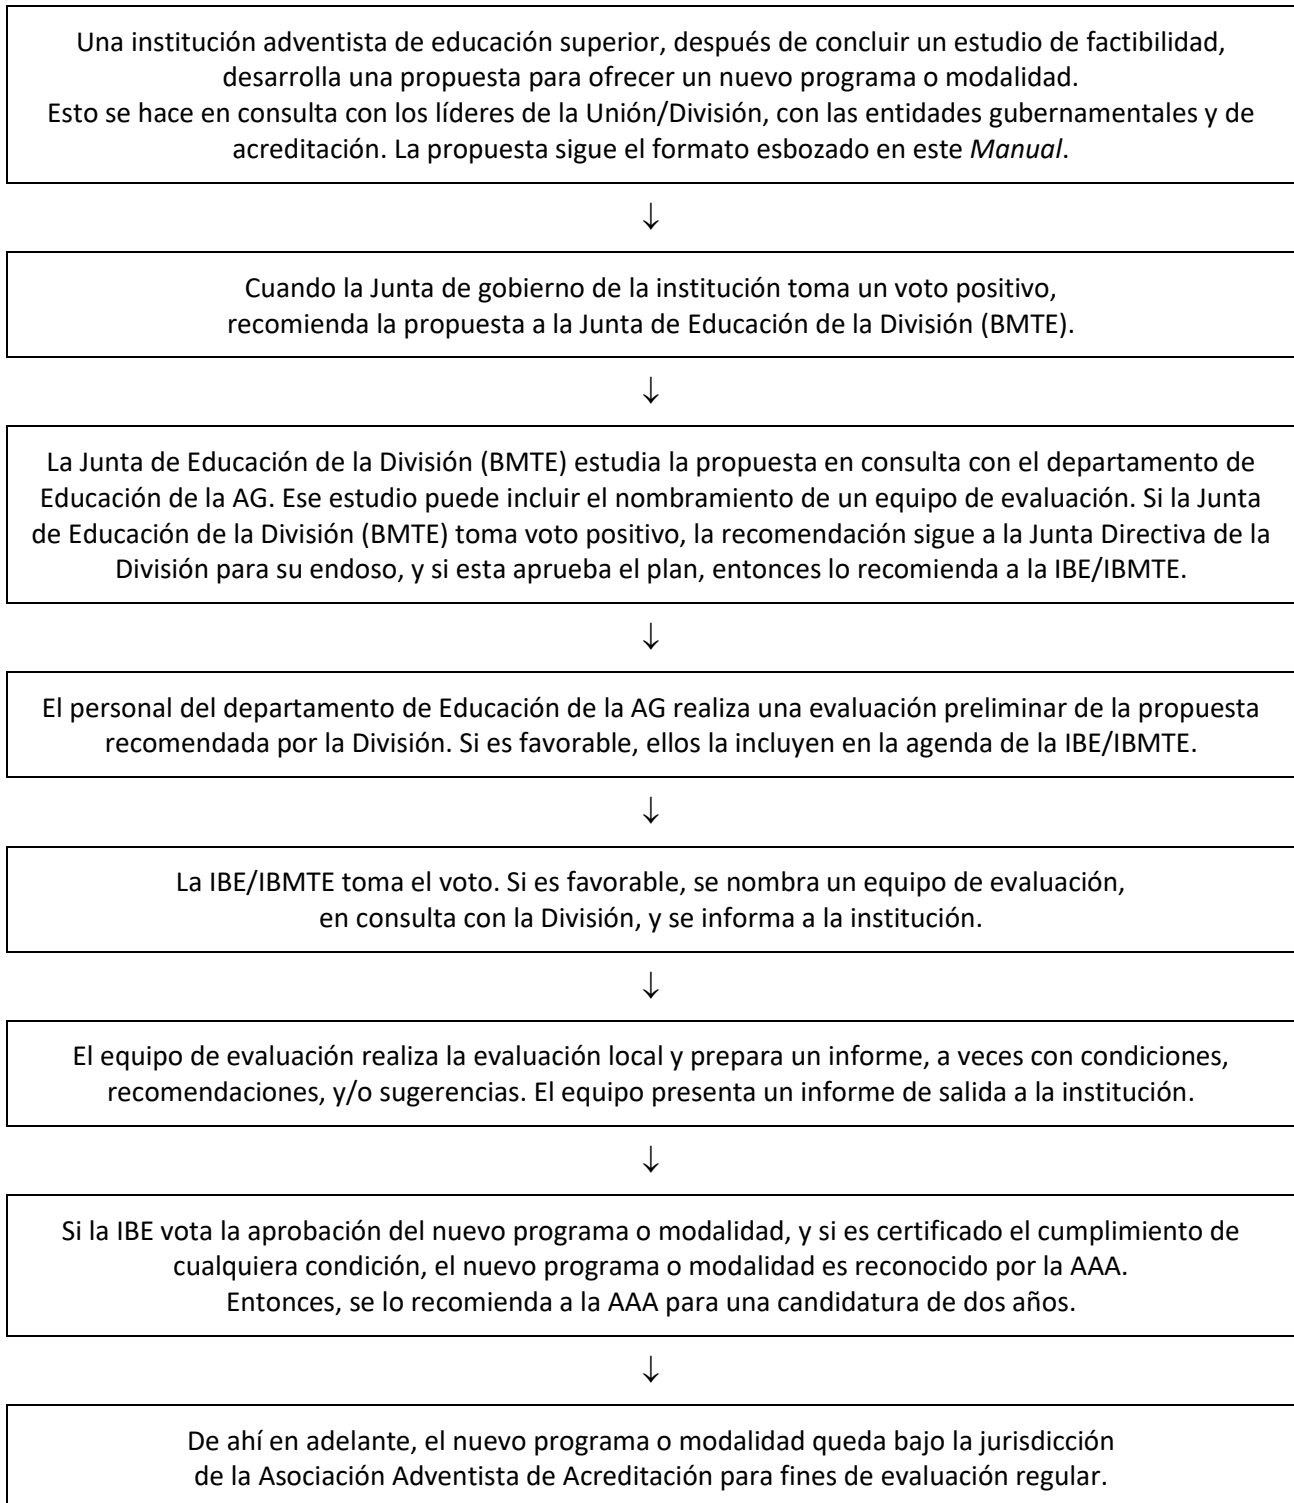 Una institución adventista de educación superior, después de concluir un estudio de factibilidad,
desarrolla una propuesta para ofrecer un nuevo programa o modalidad.
Esto se hace en consulta con los líderes de la Unión/División, con las entidades gubernamentales y de
acreditación. La propuesta sigue el formato esbozado en este Manual.
↓
Cuando la Junta de gobierno de la institución toma un voto positivo,
recomienda la propuesta a la Junta de Educación de la División (BMTE).
↓
La Junta de Educación de la División (BMTE) estudia la propuesta en consulta con el departamento de
Educación de la AG. Ese estudio puede incluir el nombramiento de un equipo de evaluación. Si la Junta
de Educación de la División (BMTE) toma voto positivo, la recomendación sigue a la Junta Directiva de la
División para su endoso, y si esta aprueba el plan, entonces lo recomienda a la IBE/IBMTE.
↓
El personal del departamento de Educación de la AG realiza una evaluación preliminar de la propuesta
recomendada por la División. Si es favorable, ellos la incluyen en la agenda de la IBE/IBMTE.
↓
La IBE/IBMTE toma el voto. Si es favorable, se nombra un equipo de evaluación,
en consulta con la División, y se informa a la institución.
↓
El equipo de evaluación realiza la evaluación local y prepara un informe, a veces con condiciones,
recomendaciones, y/o sugerencias. El equipo presenta un informe de salida a la institución.
↓
Si la IBE vota la aprobación del nuevo programa o modalidad, y si es certificado el cumplimiento de
cualquiera condición, el nuevo programa o modalidad es reconocido por la AAA.
Entonces, se lo recomienda a la AAA para una candidatura de dos años.
↓
De ahí en adelante, el nuevo programa o modalidad queda bajo la jurisdicción
de la Asociación Adventista de Acreditación para fines de evaluación regular.